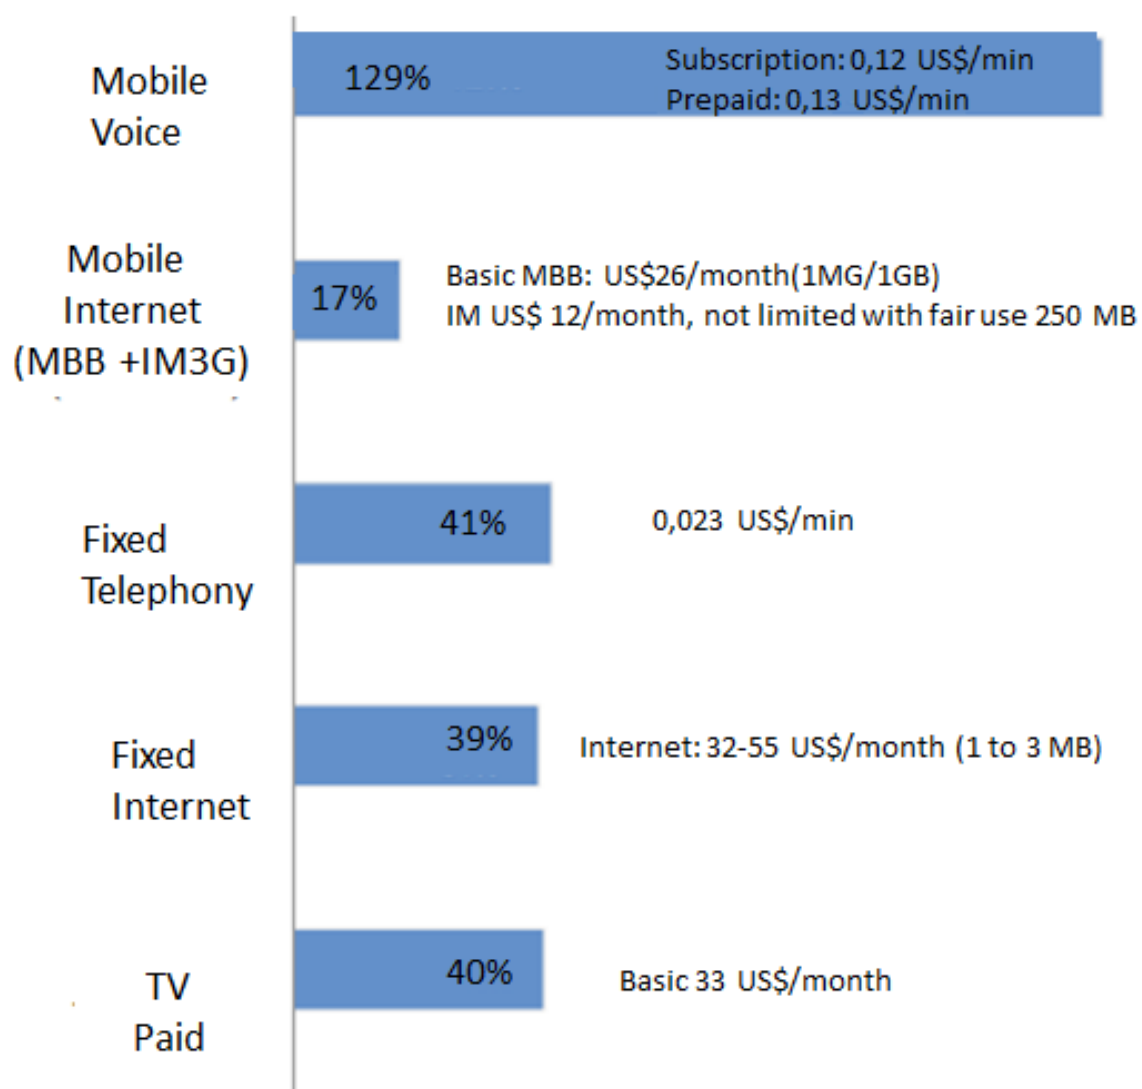 Mobile
Voice
129%
Subscription: 0,12 US$/min
Prepaid: 0,13 US$/min
Mobile
Internet
(MBB +IM3G)
17%
Basic MBB: US$26/month(1MG/1GB)
IM US$ 12/month, not limited with fair use 250 MB
Fixed
Telephony
41%
0,023 US$/min
Fixed
Internet
39%
Internet: 32-55 US$/month (1 to 3 MB)
TV
Paid
40%
Basic 33 US$/month